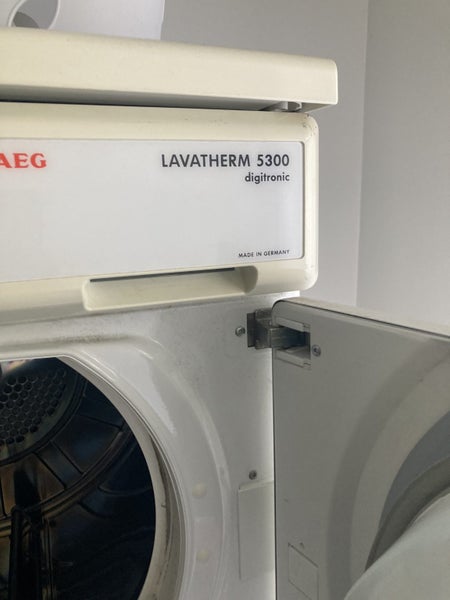 AEG
LAVATHERM 5300
digitronic
MADE IN GERMANY